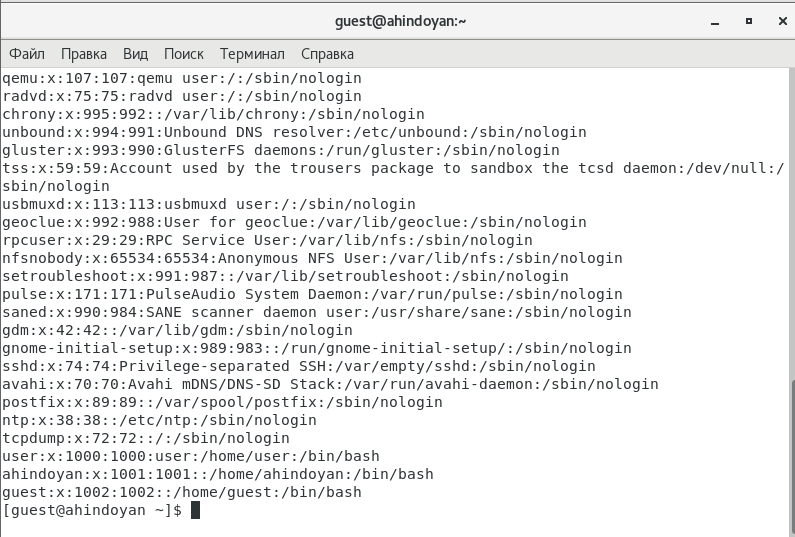 guest@ahindoyan:~
Файл Правка Вид Поиск Терминал Справка
qemu:x:107:107:qemu user:/:/sbin/nologin
radvd:x:75:75:radvd user:/:/sbin/nologin
chrony:x:995:992::/var/lib/chrony:/sbin/nologin
unbound:x:994:991:Unbound DNS resolver:/etc/unbound:/sbin/nologin
gluster:x:993:990:GlusterFS daemons:/run/gluster:/sbin/nologin
tss:x:59:59:Account used by the trousers package to sandbox the tcsd daemon:/dev/null:/
sbin/nologin
usbmuxd:x:113:113:usbmuxd user:/:/sbin/nologin
geoclue:x:992:988:User for geoclue:/var/lib/geoclue:/sbin/nologin
rpcuser:x:29:29:RPC Service User:/var/lib/nfs:/sbin/nologin
nfsnobody:x:65534:65534:Anonymous NFS User:/var/lib/nfs:/sbin/nologin
setroubleshoot:x:991:987::/var/lib/setroubleshoot:/sbin/nologin
pulse:x:171:171:PulseAudio System Daemon:/var/run/pulse:/sbin/nologin
saned:x:990:984:SANE scanner daemon user:/usr/share/sane:/sbin/nologin
gdm:x:42:42::/var/lib/gdm:/sbin/nologin
gnome-initial-setup:x:989:983::/run/gnome-initial-setup/:/sbin/nologin
sshd:x:74:74:Privilege-separated SSH:/var/empty/sshd:/sbin/nologin
avahi:x:70:70:Avahi mDNS/DNS-SD Stack:/var/run/avahi-daemon:/sbin/nologin
postfix:x:89:89::/var/spool/postfix:/sbin/nologin
ntp:x:38:38::/etc/ntp:/sbin/nologin
tcpdump:x:72:72::/:/sbin/nologin
user:x:1000:1000:user:/home/user:/bin/bash
ahindoyan:x:1001:1001::/home/ahindoyan:/bin/bash
guest:x:1002:1002::/home/guest:/bin/bash
[guest@ahindoyan ~]$